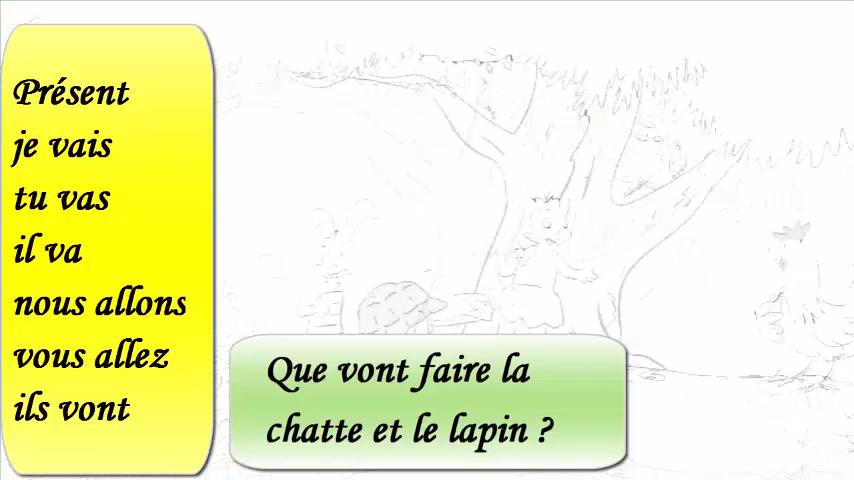 Présent
je vais
tu vas
il va
nous allons
vous allez
ils vont
Que vont faire la
chatte et le lapin ?